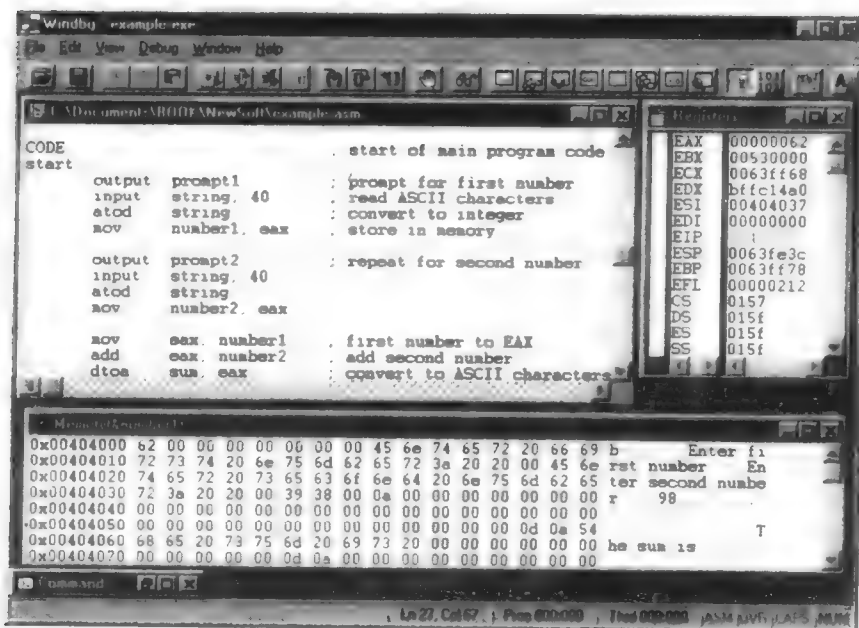 Windbg example.exe
File Edit View Debug Window Help
example.asm
Registers
CODE . start of main program code
start
output prompt1 ; prompt for first number
input string, 40 . read ASCII characters
atod string ; convert to integer
mov number1, eax . store in memory
output prompt2 ; repeat for second number
input string, 40
atod string
mov number2, eax
mov eax, number1 . first number to EAX
add eax, number2 . add second number
dtoa sum, eax ; convert to ASCII characters
EAX 00000062
EBX 00530000
ECX 0063ff68
EDX bffc14a0
ESI 00404037
EDI 00000000
EIP
ESP 0063fe3c
EBP 0063ff78
EFL 00000212
CS 0157
DS 015f
ES 015f
SS 015f
0x00404000 62 00 00 00 00 00 00 00 45 6e 74 65 72 20 66 69 b Enter fi
0x00404010 72 73 74 20 6e 75 6d 62 65 72 3a 20 20 00 45 6e rst number En
0x00404020 74 65 72 20 73 65 63 6f 6e 64 20 6e 75 6d 62 65 ter second numbe
0x00404030 72 3a 20 20 00 39 38 00 0a 00 00 00 00 00 00 00 r 98
0x00404040 00 00 00 00 00 00 00 00 00 00 00 00 00 00 00 00
0x00404050 00 00 00 00 00 00 00 00 00 00 00 00 00 0d 0a 54 T
0x00404060 68 65 20 73 75 6d 20 69 73 20 00 00 00 00 00 00 he sum is
0x00404070 00 00 00 00 00 0d 0a 00 00 00 00 00 00 00 00 00
Command
Ln 27, Col 67